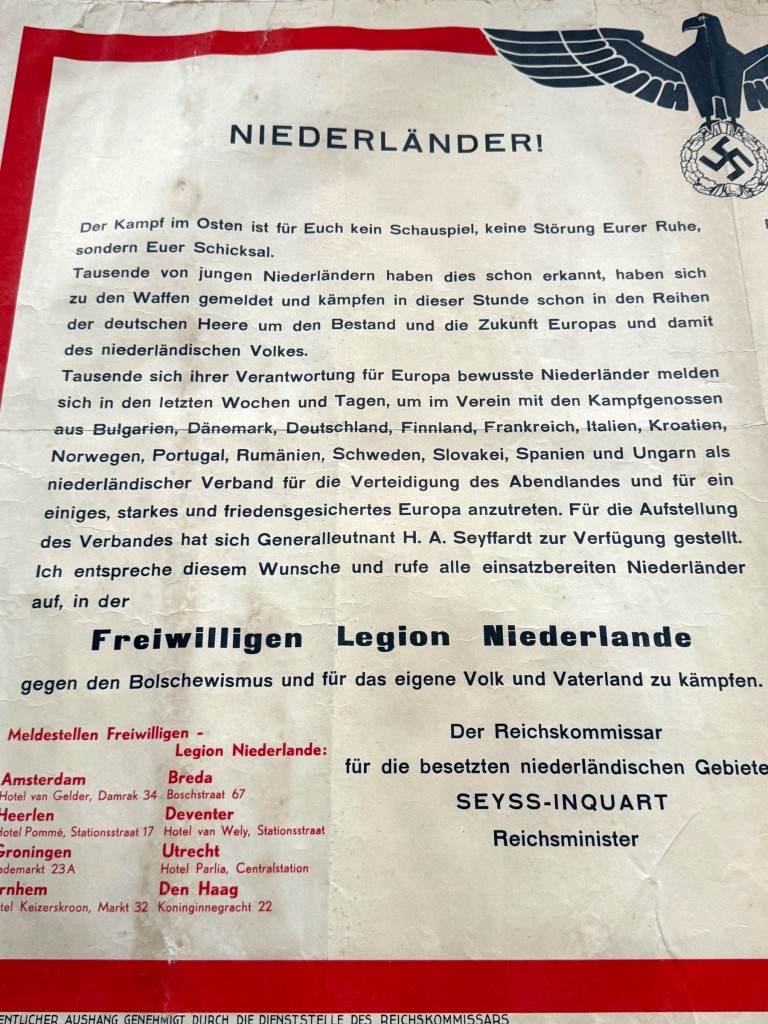 NIEDERLÄNDER!
Der Kampf im Osten ist für Euch kein Schauspiel, keine Störung Eurer Ruhe,
sondern Euer Schicksal.
Tausende von jungen Niederländern haben dies schon erkannt, haben sich
zu den Waffen gemeldet und kämpfen in dieser Stunde schon in den Reihen
der deutschen Heere um den Bestand und die Zukunft Europas und damit
des niederländischen Volkes.
Tausende sich ihrer Verantwortung für Europa bewusste Niederländer melden
sich in den letzten Wochen und Tagen, um im Verein mit den Kampfgenossen
aus Bulgarien, Dänemark, Deutschland, Finnland, Frankreich, Italien, Kroatien,
Norwegen, Portugal, Rumänien, Schweden, Slovakei, Spanien und Ungarn als
niederländischer Verband für die Verteidigung des Abendlandes und für ein
einiges, starkes und friedensgesichertes Europa anzutreten. Für die Aufstellung
des Verbandes hat sich Generalleutnant H. A. Seyffardt zur Verfügung gestellt.
Ich entspreche diesem Wunsche und rufe alle einsatzbereiten Niederländer
auf, in der
Freiwilligen Legion Niederlande
gegen den Bolschewismus und für das eigene Volk und Vaterland zu kämpfen.
Meldestellen Freiwilligen -
Legion Niederlande:
Amsterdam Breda
Hotel van Gelder, Damrak 34 Boschstraat 67
Heerlen Deventer
Hotel Pommé, Stationsstraat 17 Hotel van Wely, Stationsstraat
Groningen Utrecht
ademarkt 23A Hotel Parlia, Centralstation
rnhem Den Haag
tel Keizerskroon, Markt 32 Koninginnegracht 22
Der Reichskommissar
für die besetzten niederländischen Gebiete
SEYSS-INQUART
Reichsminister
ENTLICHER AUSHANG GENEHMIGT DURCH DIE DIENSTSTELLE DES REICHSKOMMISSARS